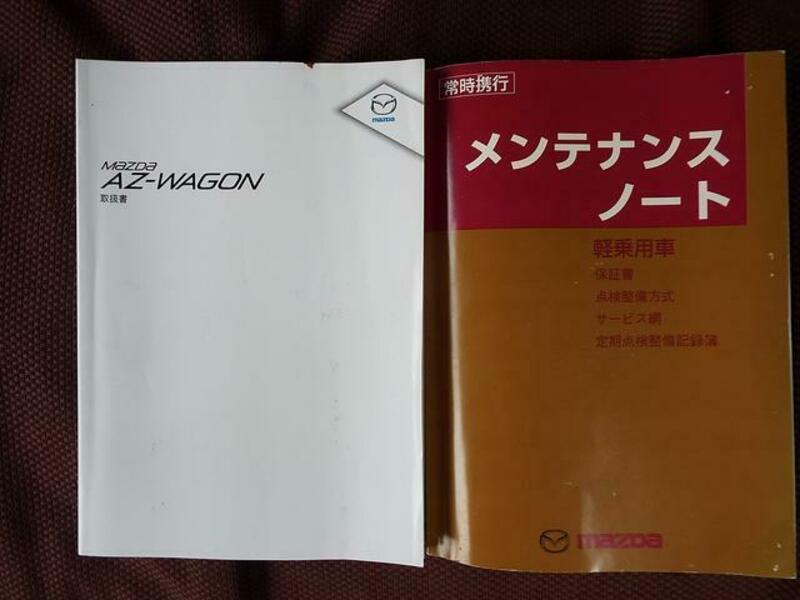 mazda
mazda
AZ-WAGON
取扱書
常時携行
メンテナンス
ノート
軽乗用車
保証書
点検整備方式
サービス網
定期点検整備記録簿
mazda